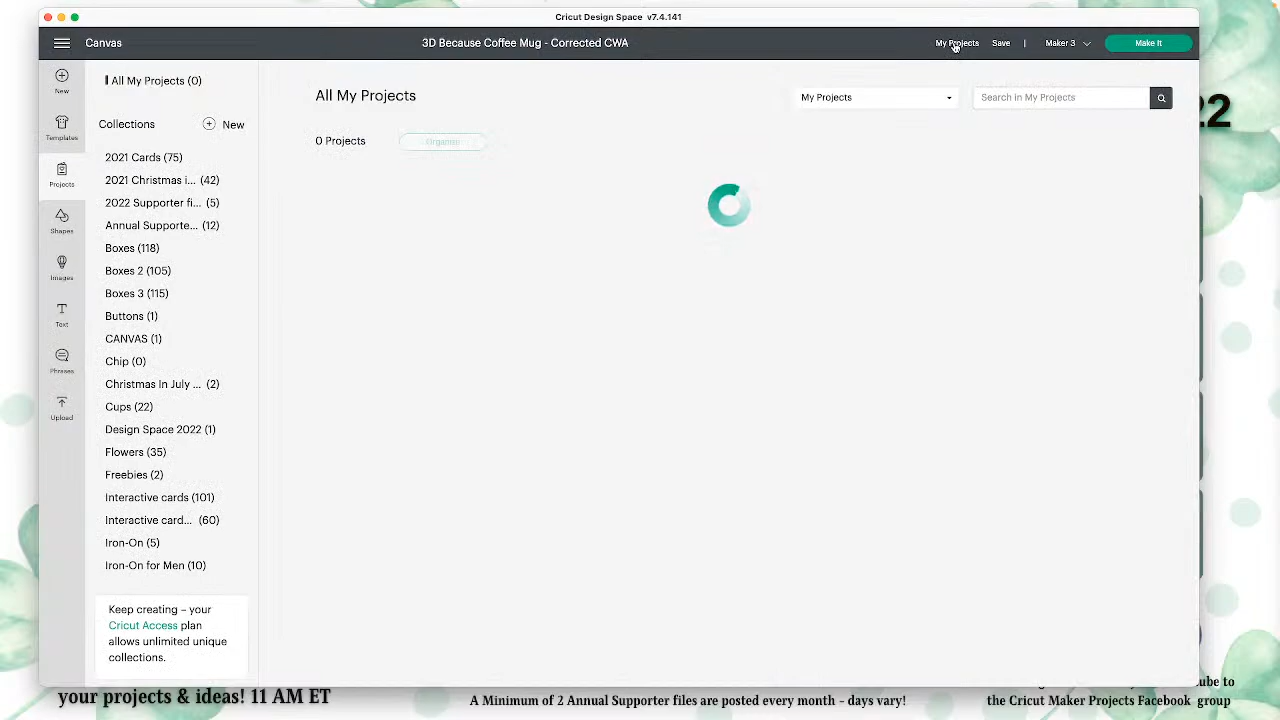 Cricut Design Space v7.4.141
Canvas
3D Because Coffee Mug - Corrected CWA
My Projects
Save
|
Maker 3
Make It
New
Templates
Projects
Shapes
Images
Text
Phrases
Upload
All My Projects (0)
Collections
New
2021 Cards (75)
2021 Christmas i... (42)
2022 Supporter fi... (5)
Annual Supporte... (12)
Boxes (118)
Boxes 2 (105)
Boxes 3 (115)
Buttons (1)
CANVAS (1)
Chip (0)
Christmas In July ... (2)
Cups (22)
Design Space 2022 (1)
Flowers (35)
Freebies (2)
Interactive cards (101)
Interactive card... (60)
Iron-On (5)
Iron-On for Men (10)
Keep creating – your
Cricut Access plan
allows unlimited unique
collections.
All My Projects
My Projects
Search in My Projects
0 Projects
Organize
22
your projects & ideas! 11 AM ET
A Minimum of 2 Annual Supporter files are posted every month – days vary!
ube to
the Cricut Maker Projects Facebook group